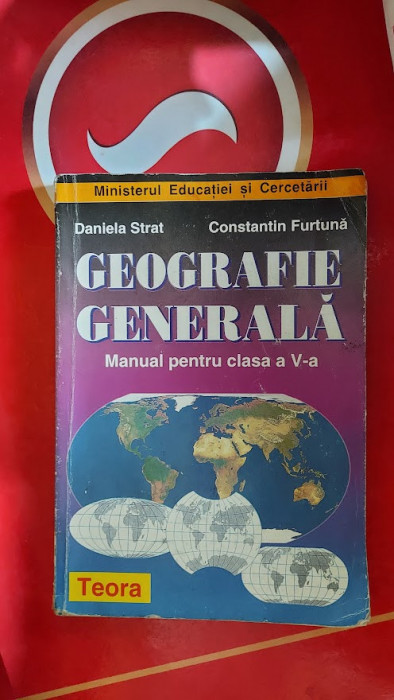 Ministerul Educației și Cercetării
Daniela Strat Constantin Furtună
GEOGRAFIE
GENERALĂ
Manual pentru clasa a V-a
Teora